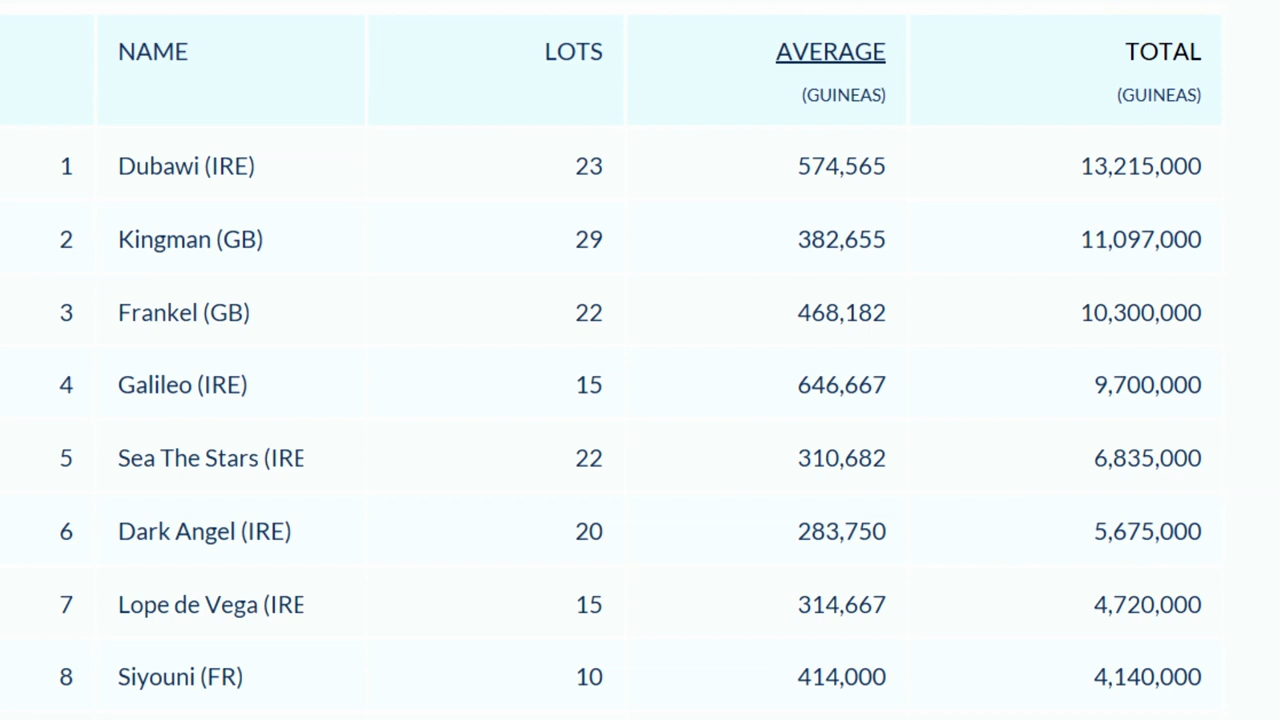 NAME LOTS AVERAGE TOTAL
(GUINEAS) (GUINEAS)
1 Dubawi (IRE) 23 574,565 13,215,000
2 Kingman (GB) 29 382,655 11,097,000
3 Frankel (GB) 22 468,182 10,300,000
4 Galileo (IRE) 15 646,667 9,700,000
5 Sea The Stars (IRE 22 310,682 6,835,000
6 Dark Angel (IRE) 20 283,750 5,675,000
7 Lope de Vega (IRE 15 314,667 4,720,000
8 Siyouni (FR) 10 414,000 4,140,000